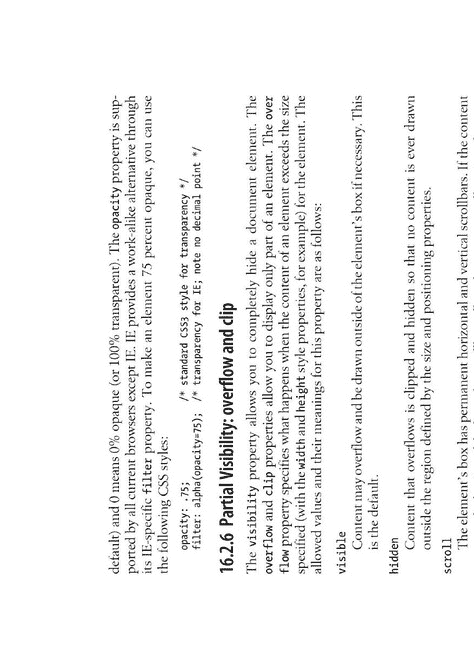 default) and 0 means 0% opaque (or 100% transparent). The opacity property is sup-
ported by all current browsers except IE. IE provides a work-alike alternative through
its IE-specific filter property. To make an element 75 percent opaque, you can use
the following CSS styles:
opacity: .75; /* standard CSS3 style for transparency */
filter: alpha(opacity=75); /* transparency for IE; note no decimal point */
16.2.6 Partial Visibility: overflow and clip
The visibility property allows you to completely hide a document element. The
overflow and clip properties allow you to display only part of an element. The over
flow property specifies what happens when the content of an element exceeds the size
specified (with the width and height style properties, for example) for the element. The
allowed values and their meanings for this property are as follows:
visible
Content may overflow and be drawn outside of the element's box if necessary. This
is the default.
hidden
Content that overflows is clipped and hidden so that no content is ever drawn
outside the region defined by the size and positioning properties.
scroll
The element's box has permanent horizontal and vertical scrollbars. If the content